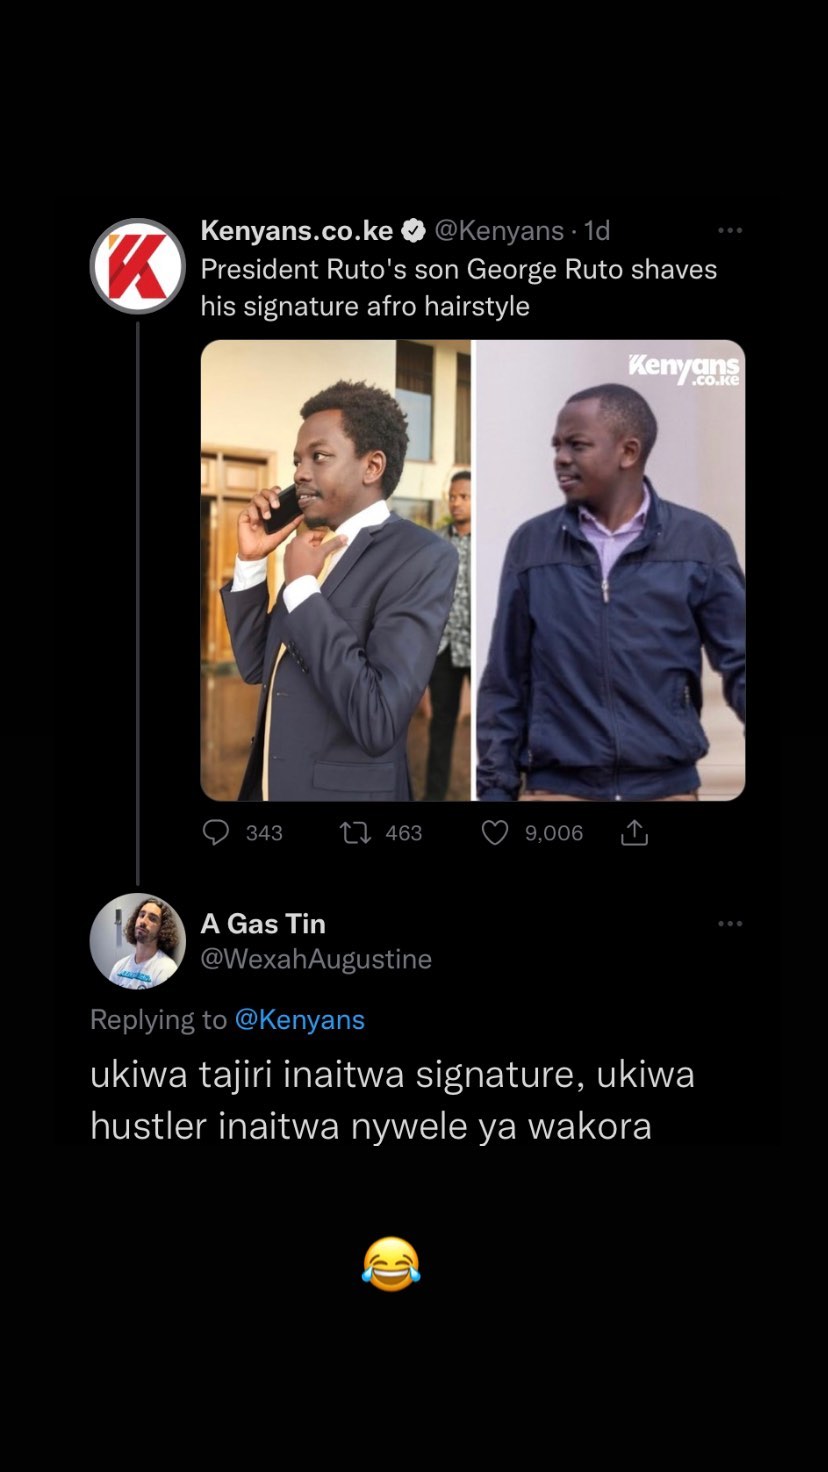 Kenyans.co.ke @Kenyans · 1d
President Ruto's son George Ruto shaves
his signature afro hairstyle
Kenyans
.co.ke
343 463 9,006
A Gas Tin
@WexahAugustine
Replying to @Kenyans
ukiwa tajiri inaitwa signature, ukiwa
hustler inaitwa nywele ya wakora